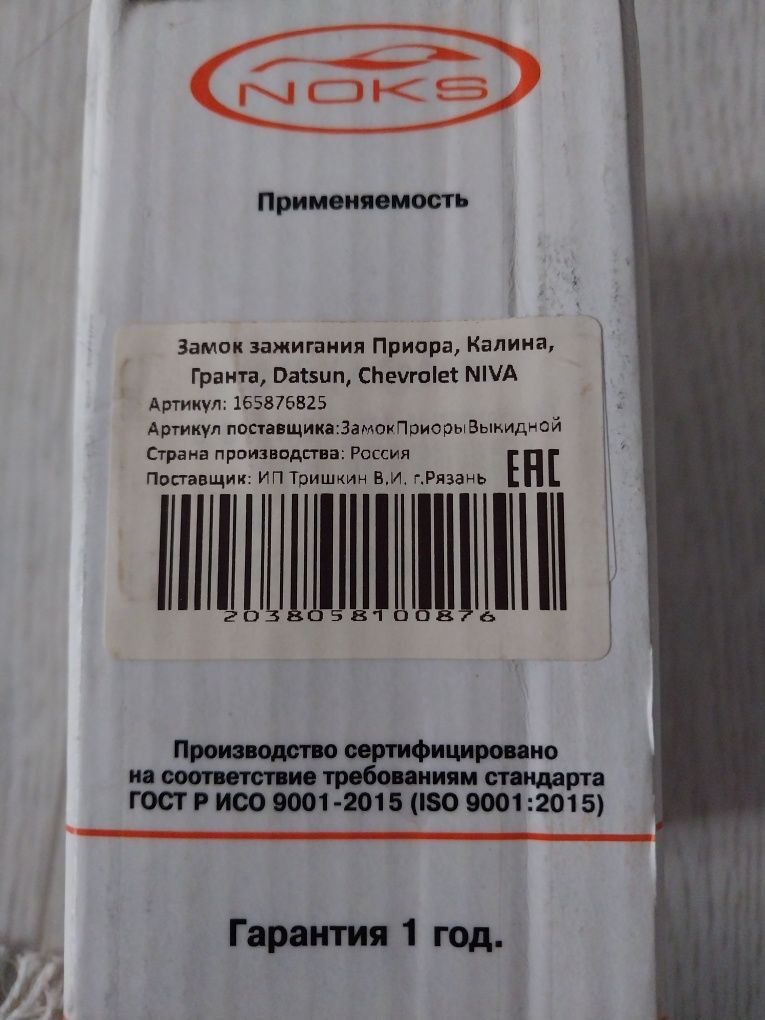 NOKS
Применяемость
Замок зажигания Приора, Калина,
Гранта, Datsun, Chevrolet NIVA
Артикул: 165876825
Артикул поставщика:ЗамокПриорыВыкидной
Страна производства: Россия
Поставщик: ИП Тришкин В.И. г.Рязань
EAC
2038058100876
Производство сертифицировано
на соответствие требованиям стандарта
ГОСТ Р ИСО 9001-2015 (ISO 9001:2015)
Гарантия 1 год.